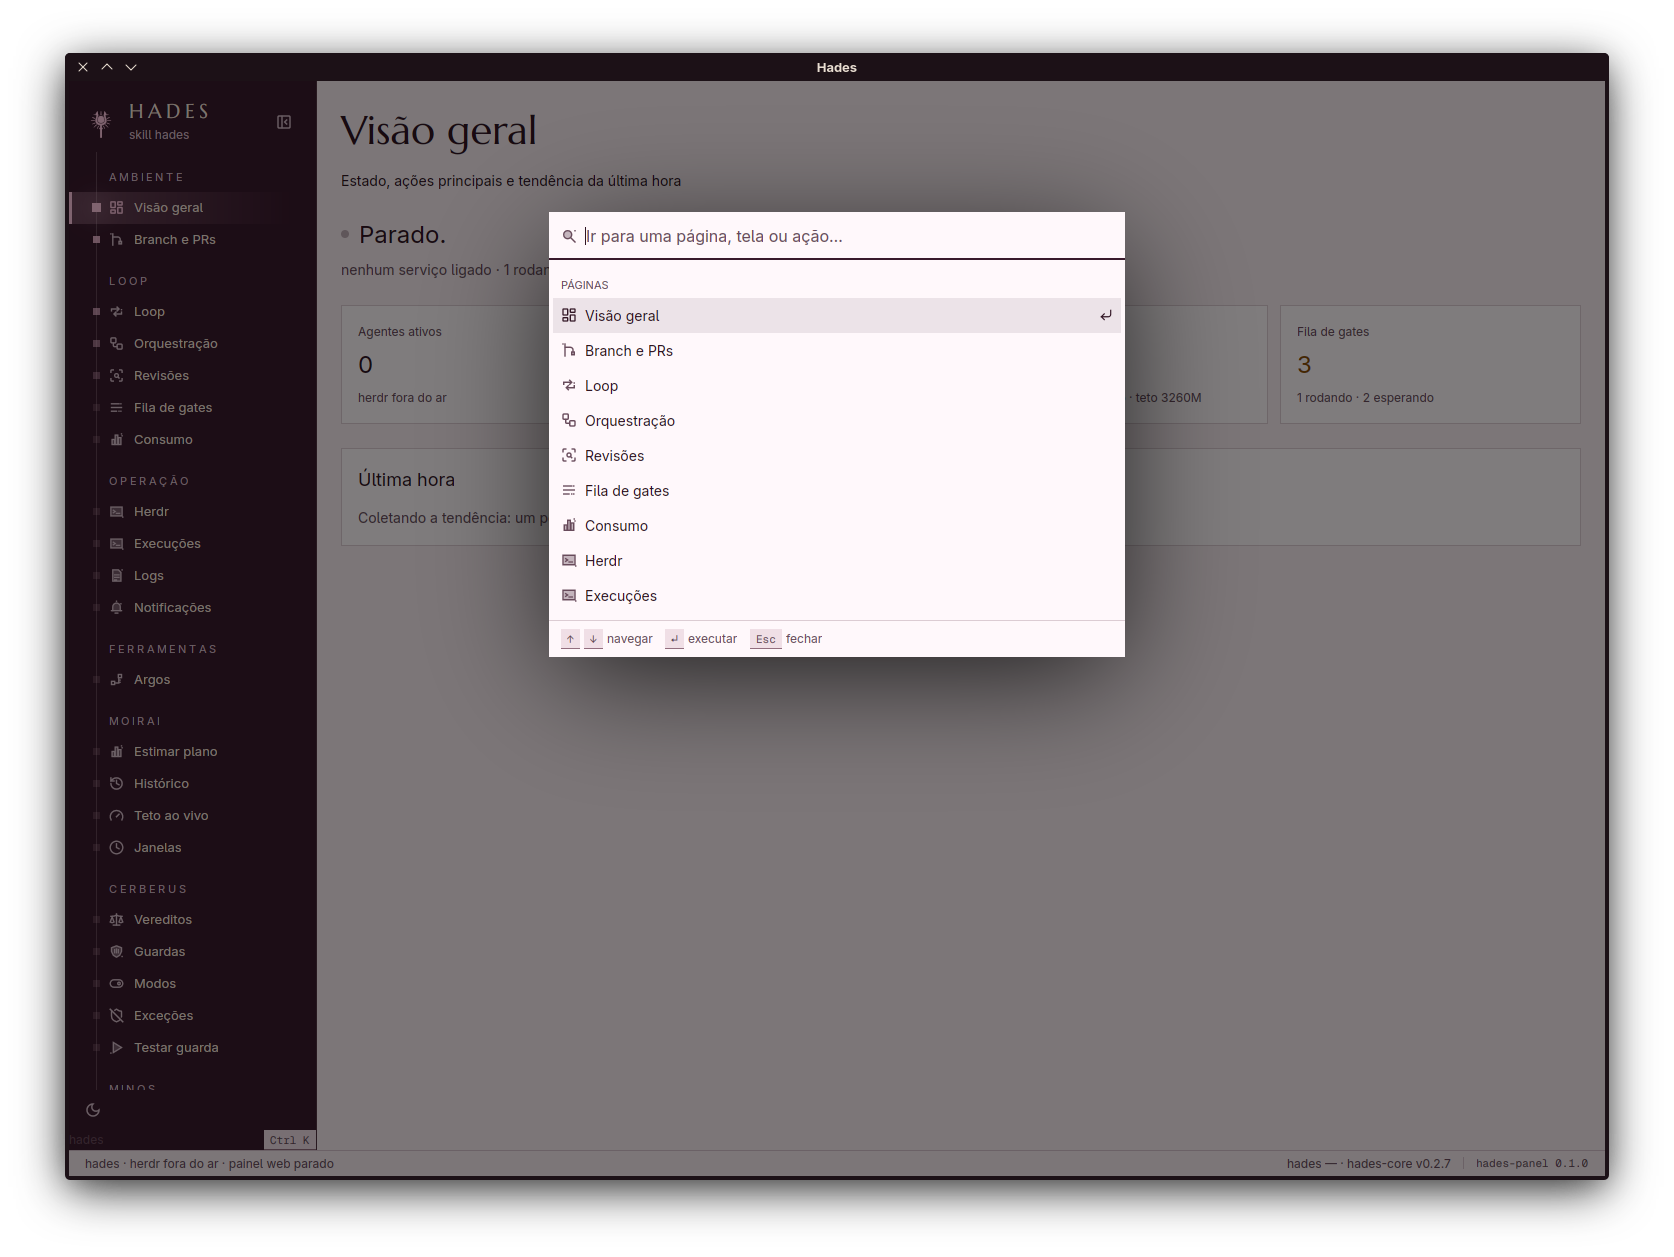 Hades
HADES
skill hades
AMBIENTE
Visão geral
Branch e PRs
LOOP
Loop
Orquestração
Revisões
Fila de gates
Consumo
OPERAÇÃO
Herdr
Execuções
Logs
Notificações
FERRAMENTAS
Argos
MOIRAI
Estimar plano
Histórico
Teto ao vivo
Janelas
CERBERUS
Vereditos
Guardas
Modos
Exceções
Testar guarda
MINOS
hades
Ctrl K
Visão geral
Estado, ações principais e tendência da última hora
Parado.
nenhum serviço ligado · 1 rodan
Agentes ativos
0
herdr fora do ar
· teto 3260M
Fila de gates
3
1 rodando · 2 esperando
Última hora
Coletando a tendência: um p
Ir para uma página, tela ou ação...
PÁGINAS
Visão geral
Branch e PRs
Loop
Orquestração
Revisões
Fila de gates
Consumo
Herdr
Execuções
↑ ↓ navegar ↵ executar Esc fechar
hades · herdr fora do ar · painel web parado
hades — · hades-core v0.2.7
hades-panel 0.1.0